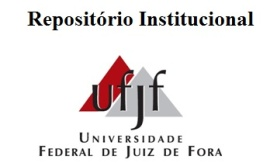 Repositório Institucional
ufjf
UNIVERSIDADE
FEDERAL DE JUIZ DE FORA